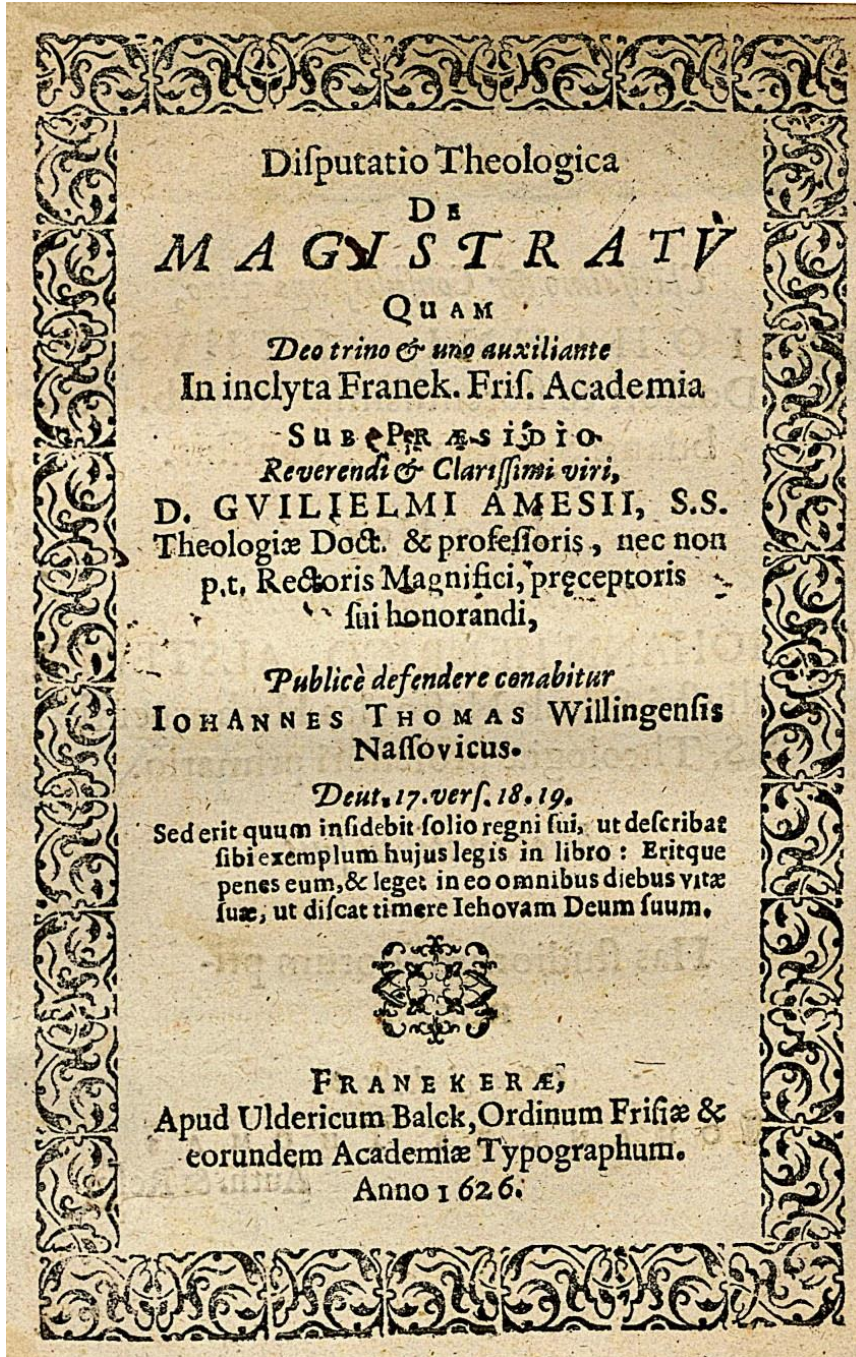 Diſputatio Theologica
DE
MAGISTRATV̀
QUAM
Deo trino & uno auxiliante
In inclyta Franek. Friſ. Academia
SUB PRÆSIDIO
Reverendi & Clariſſimi viri,
D. GVILIELMI AMESII, S.S.
Theologiæ Doct. & profeſſoris, nec non
p.t. Rectoris Magnifici, pręceptoris
ſui honorandi,
Publicè defendere conabitur
IOHANNES THOMAS Willingenſis
Naſſovicus.
Deut. 17. verſ. 18. 19.
Sed erit quum inſidebit ſolio regni ſui, ut deſcribat
ſibi exemplum hujus legis in libro : Eritque
penes eum, & leget in eo omnibus diebus vitæ
ſuæ, ut diſcat timere Iehovam Deum ſuum.
FRANEKERÆ,
Apud Uldericum Balck, Ordinum Friſiæ &
eorundem Academiæ Typographum.
Anno 1626.